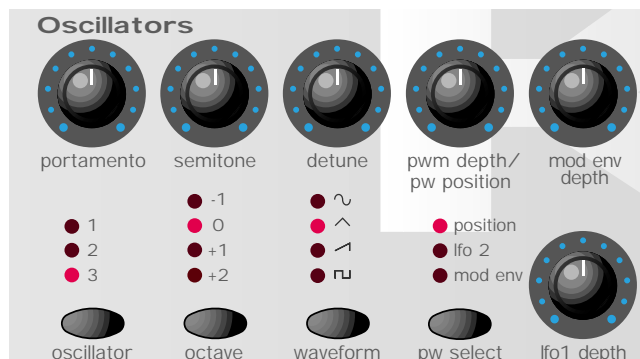 Oscillators
portamento
semitone
detune
pwm depth/
pw position
mod env
depth
-1
0
+1
+2
1
2
3
position
lfo 2
mod env
oscillator
octave
waveform
pw select
lfo1 depth